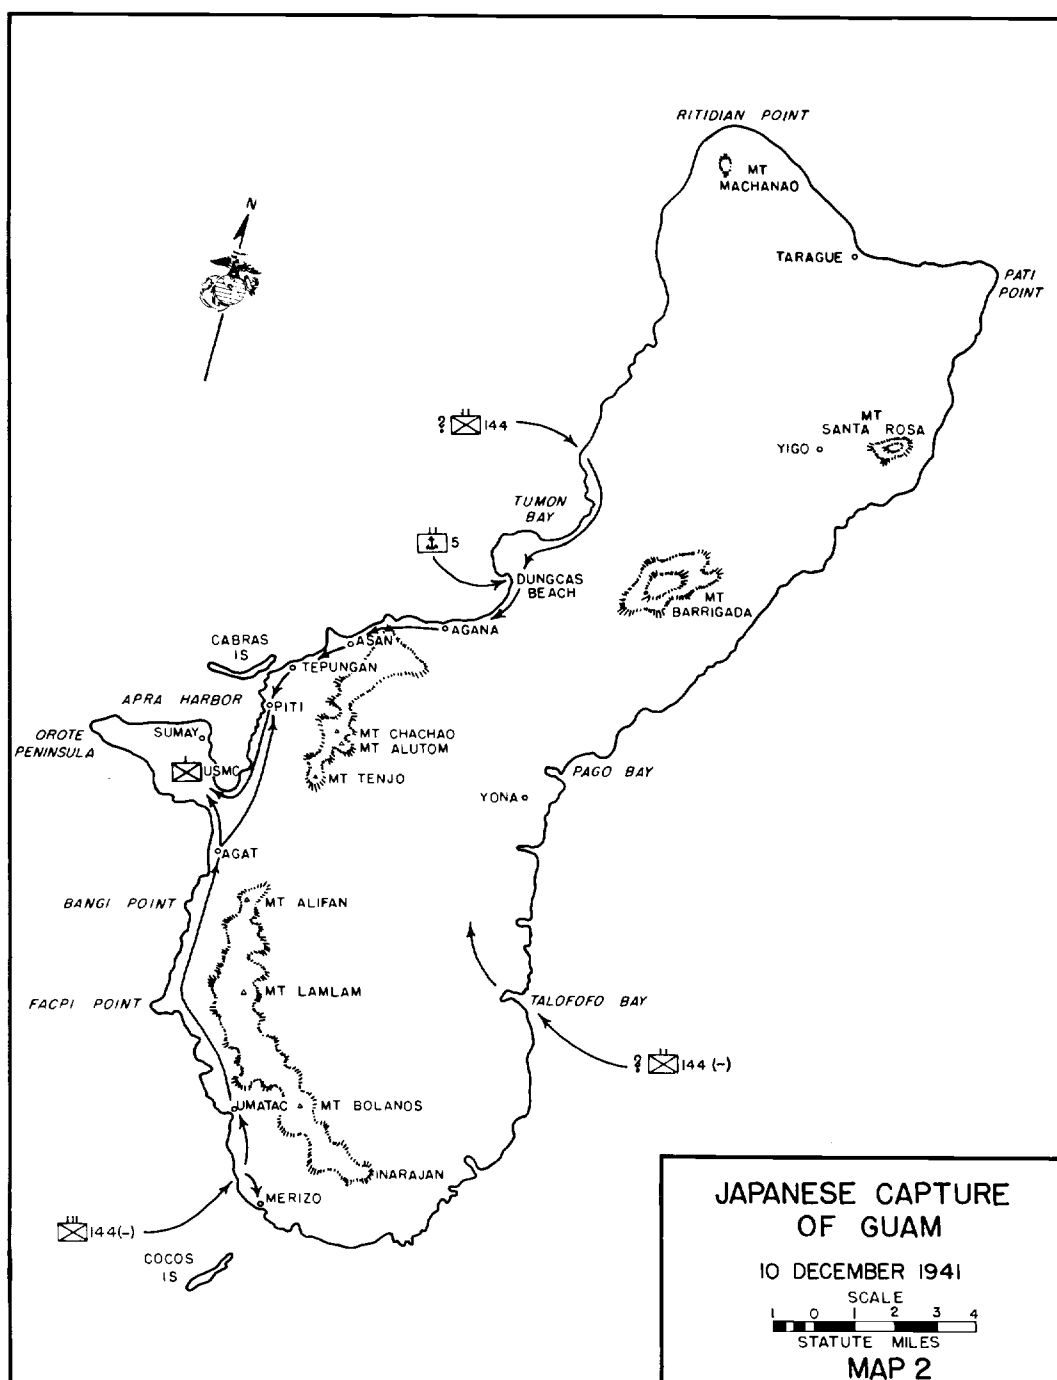 RITIDIAN POINT
MT
MACHANAO
N
TARAGUE
PATI
POINT
? 144
MT
SANTA ROSA
YIGO
TUMON
BAY
5
DUNGCAS
BEACH
MT
BARRIGADA
AGANA
ASAN
CABRAS
IS
TEPUNGAN
APRA HARBOR
PITI
OROTE
PENINSULA
SUMAY
MT CHACHAO
MT ALUTOM
USMC
MT TENJO
PAGO BAY
YONA
AGAT
BANGI POINT
MT ALIFAN
FACPI POINT
MT LAMLAM
TALOFOFO BAY
? 144 (-)
UMATAC
MT BOLANOS
INARAJAN
MERIZO
144(-)
COCOS
IS
JAPANESE CAPTURE
OF GUAM
10 DECEMBER 1941
SCALE
1 0 1 2 3 4
STATUTE MILES
MAP 2